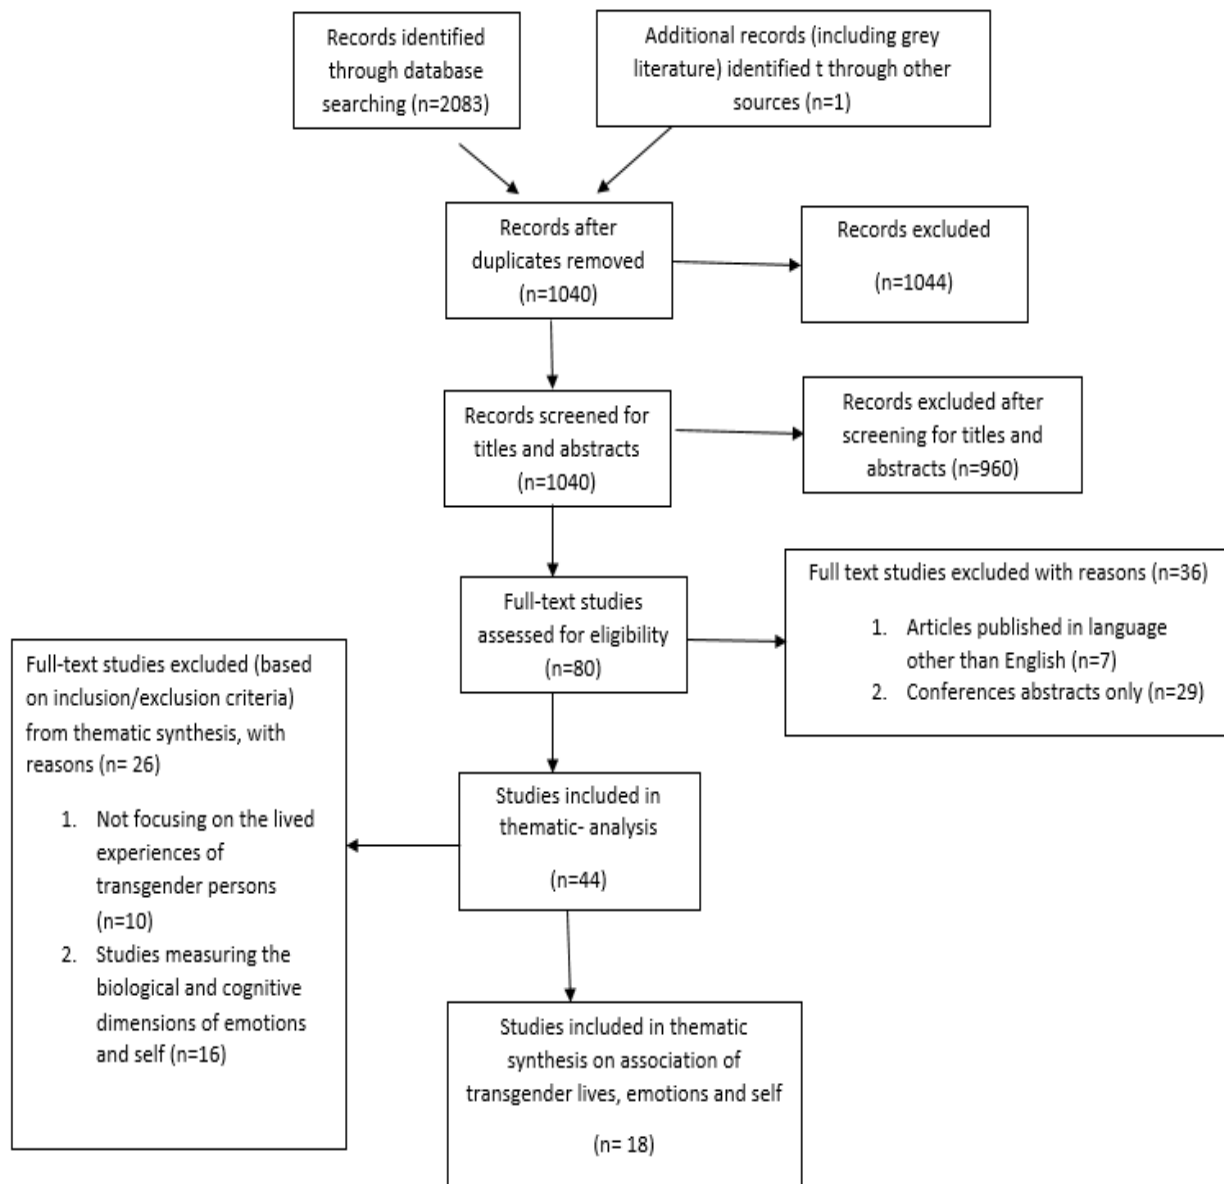 Records identified
through database
searching (n=2083)
Additional records (including grey
literature) identified t through other
sources (n=1)
Records after
duplicates removed
(n=1040)
Records excluded
(n=1044)
Records screened for
titles and abstracts
(n=1040)
Records excluded after
screening for titles and
abstracts (n=960)
Full-text studies
assessed for eligibility
(n=80)
Full text studies excluded with reasons (n=36)
1. Articles published in language
other than English (n=7)
2. Conferences abstracts only (n=29)
Full-text studies excluded (based
on inclusion/exclusion criteria)
from thematic synthesis, with
reasons (n= 26)
1. Not focusing on the lived
experiences of
transgender persons
(n=10)
2. Studies measuring the
biological and cognitive
dimensions of emotions
and self (n=16)
Studies included in
thematic- analysis
(n=44)
Studies included in thematic
synthesis on association of
transgender lives, emotions and self
(n= 18)